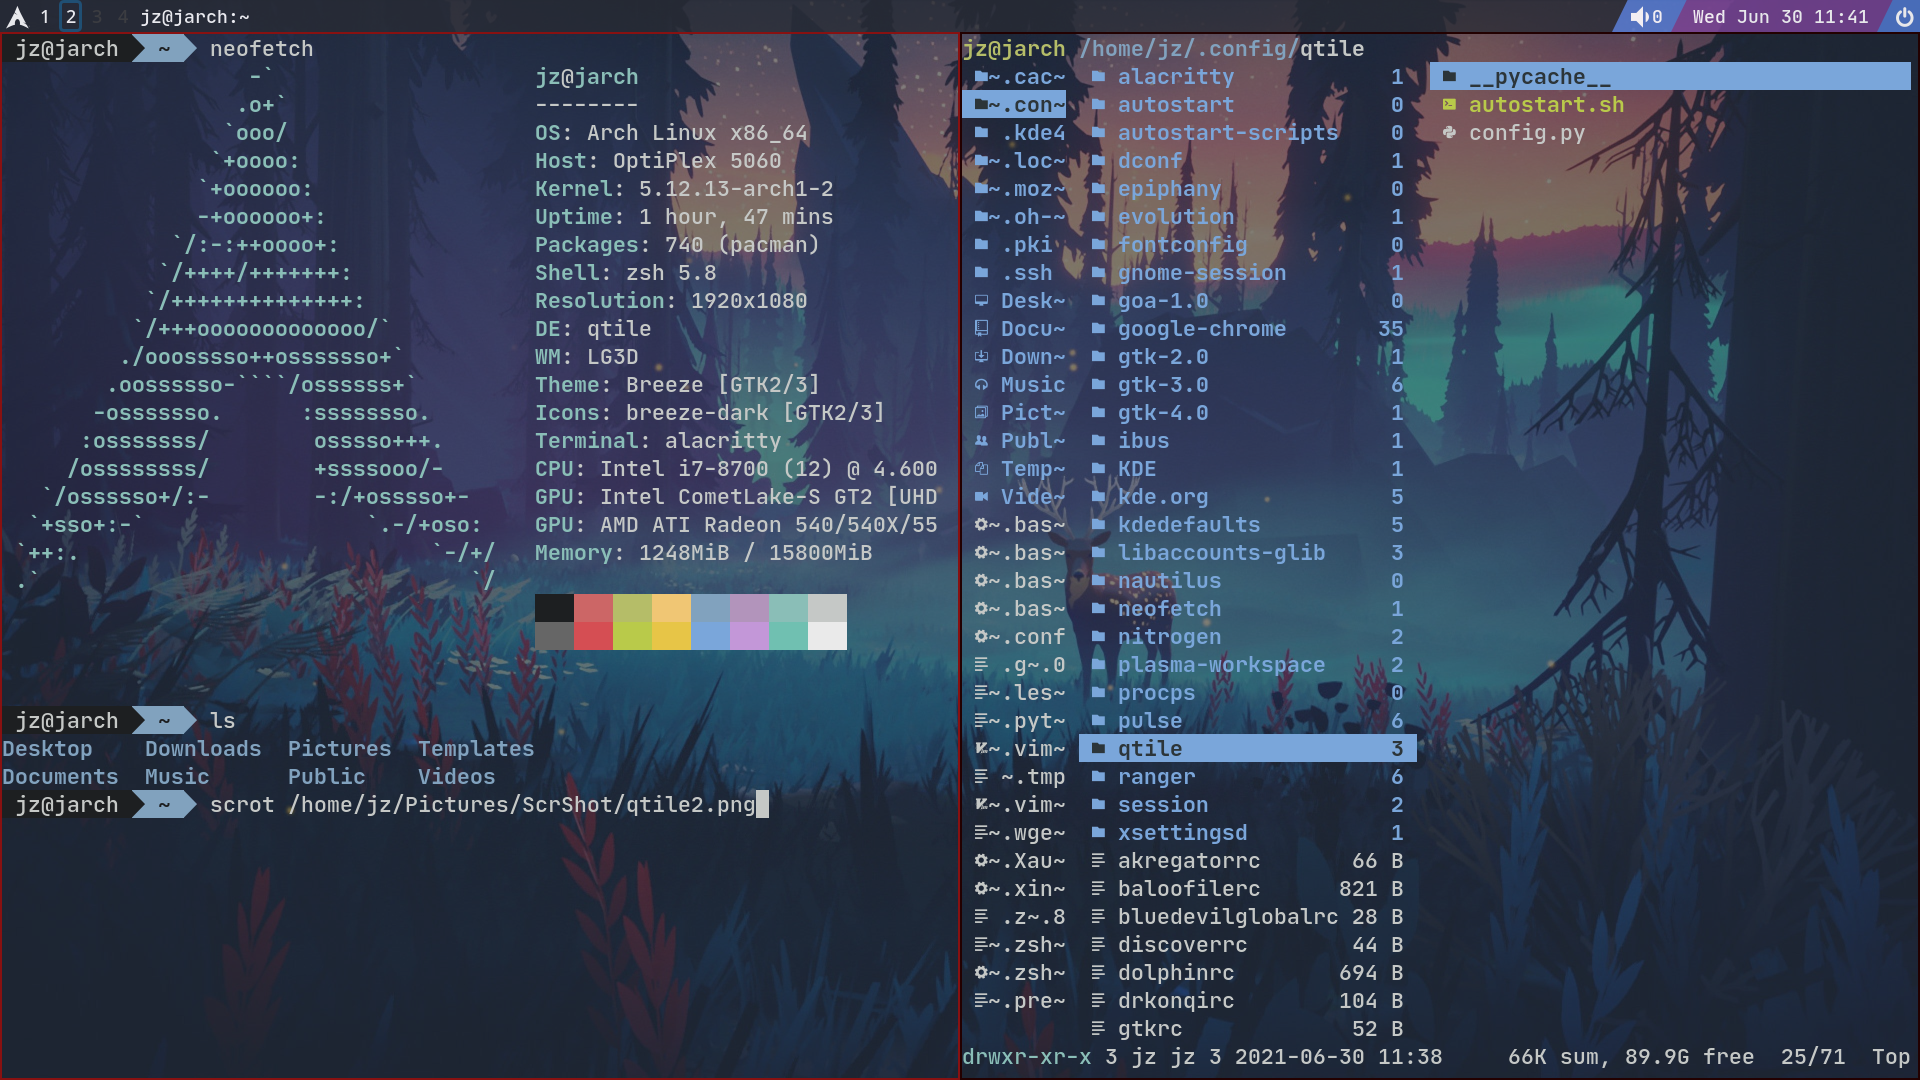 1 2 3 4 jz@jarch:~ 0 Wed Jun 30 11:41
jz@jarch ~ neofetch
-`
.o+`
`ooo/
`+oooo:
`+oooooo:
-+oooooo+:
`/:-:++oooo+:
`/++++/+++++++:
`/++++++++++++++:
`/+++ooooooooooooo/`
./ooosssso++osssssso+`
.oossssso-````/ossssss+`
-osssssso. :ssssssso.
:osssssss/ osssso+++.
/ossssssss/ +ssssooo/-
`/ossssso+/:- -:/+osssso+-
`+sso+:-` `.-/+oso:
`++:. `-/+/
.` `/
jz@jarch
--------
OS: Arch Linux x86_64
Host: OptiPlex 5060
Kernel: 5.12.13-arch1-2
Uptime: 1 hour, 47 mins
Packages: 740 (pacman)
Shell: zsh 5.8
Resolution: 1920x1080
DE: qtile
WM: LG3D
Theme: Breeze [GTK2/3]
Icons: breeze-dark [GTK2/3]
Terminal: alacritty
CPU: Intel i7-8700 (12) @ 4.600
GPU: Intel CometLake-S GT2 [UHD
GPU: AMD ATI Radeon 540/540X/55
Memory: 1248MiB / 15800MiB
jz@jarch ~ ls
Desktop Downloads Pictures Templates
Documents Music Public Videos
jz@jarch ~ scrot /home/jz/Pictures/ScrShot/qtile2.png
jz@jarch /home/jz/.config/qtile
~.cac~ alacritty 1 __pycache__
~.con~ autostart 0 autostart.sh
.kde4 autostart-scripts 0 config.py
~.loc~ dconf 1
~.moz~ epiphany 0
~.oh-~ evolution 1
.pki fontconfig 0
.ssh gnome-session 1
Desk~ goa-1.0 0
Docu~ google-chrome 35
Down~ gtk-2.0 1
Music gtk-3.0 6
Pict~ gtk-4.0 1
Publ~ ibus 1
Temp~ KDE 1
Vide~ kde.org 5
~.bas~ kdedefaults 5
~.bas~ libaccounts-glib 3
~.bas~ nautilus 0
~.bas~ neofetch 1
~.conf nitrogen 2
.g~.0 plasma-workspace 2
~.les~ procps 0
~.pyt~ pulse 6
~.vim~ qtile 3
~.tmp ranger 6
~.vim~ session 2
~.wge~ xsettingsd 1
~.Xau~ akregatorrc 66 B
~.xin~ baloofilerc 821 B
.z~.8 bluedevilglobalrc 28 B
~.zsh~ discoverrc 44 B
~.zsh~ dolphinrc 694 B
~.pre~ drkonqirc 104 B
gtkrc 52 B
drwxr-xr-x 3 jz jz 3 2021-06-30 11:38 66K sum, 89.9G free 25/71 Top